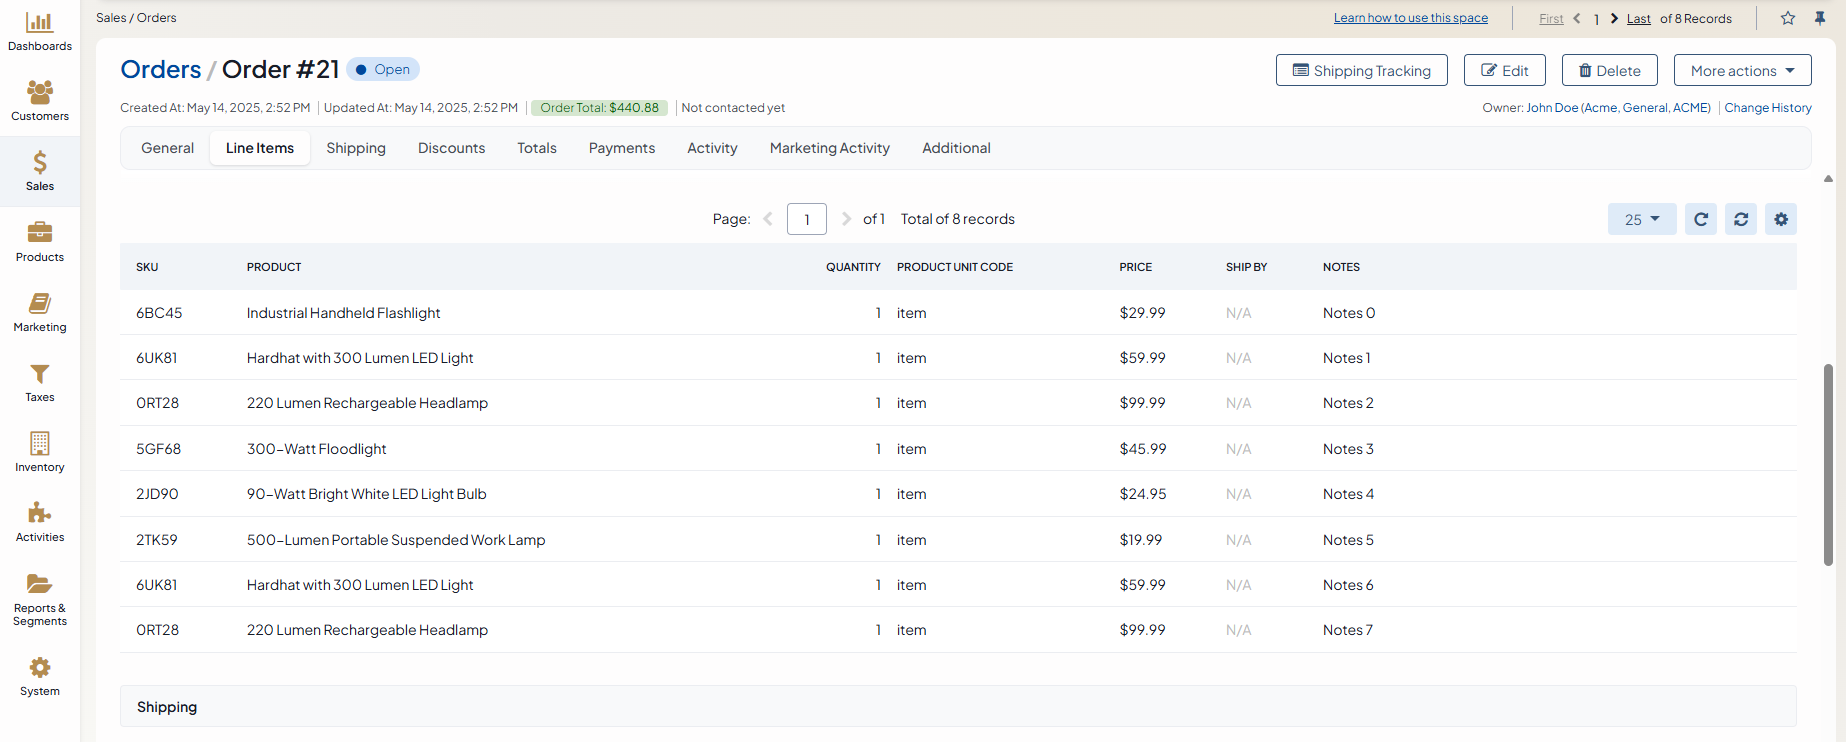 Dashboards
Customers
Sales
Products
Marketing
Taxes
Inventory
Activities
Reports &
Segments
System
Sales / Orders
Learn how to use this space
First 1 Last of 8 Records
Orders / Order #21 Open
Shipping Tracking Edit Delete More actions
Created At: May 14, 2025, 2:52 PM Updated At: May 14, 2025, 2:52 PM Order Total: $440.88 Not contacted yet
Owner: John Doe (Acme, General, ACME) Change History
General Line Items Shipping Discounts Totals Payments Activity Marketing Activity Additional
Page: 1 of 1 Total of 8 records
25
SKU PRODUCT QUANTITY PRODUCT UNIT CODE PRICE SHIP BY NOTES
6BC45 Industrial Handheld Flashlight 1 item $29.99 N/A Notes 0
6UK81 Hardhat with 300 Lumen LED Light 1 item $59.99 N/A Notes 1
0RT28 220 Lumen Rechargeable Headlamp 1 item $99.99 N/A Notes 2
5GF68 300-Watt Floodlight 1 item $45.99 N/A Notes 3
2JD90 90-Watt Bright White LED Light Bulb 1 item $24.95 N/A Notes 4
2TK59 500-Lumen Portable Suspended Work Lamp 1 item $19.99 N/A Notes 5
6UK81 Hardhat with 300 Lumen LED Light 1 item $59.99 N/A Notes 6
0RT28 220 Lumen Rechargeable Headlamp 1 item $99.99 N/A Notes 7
Shipping